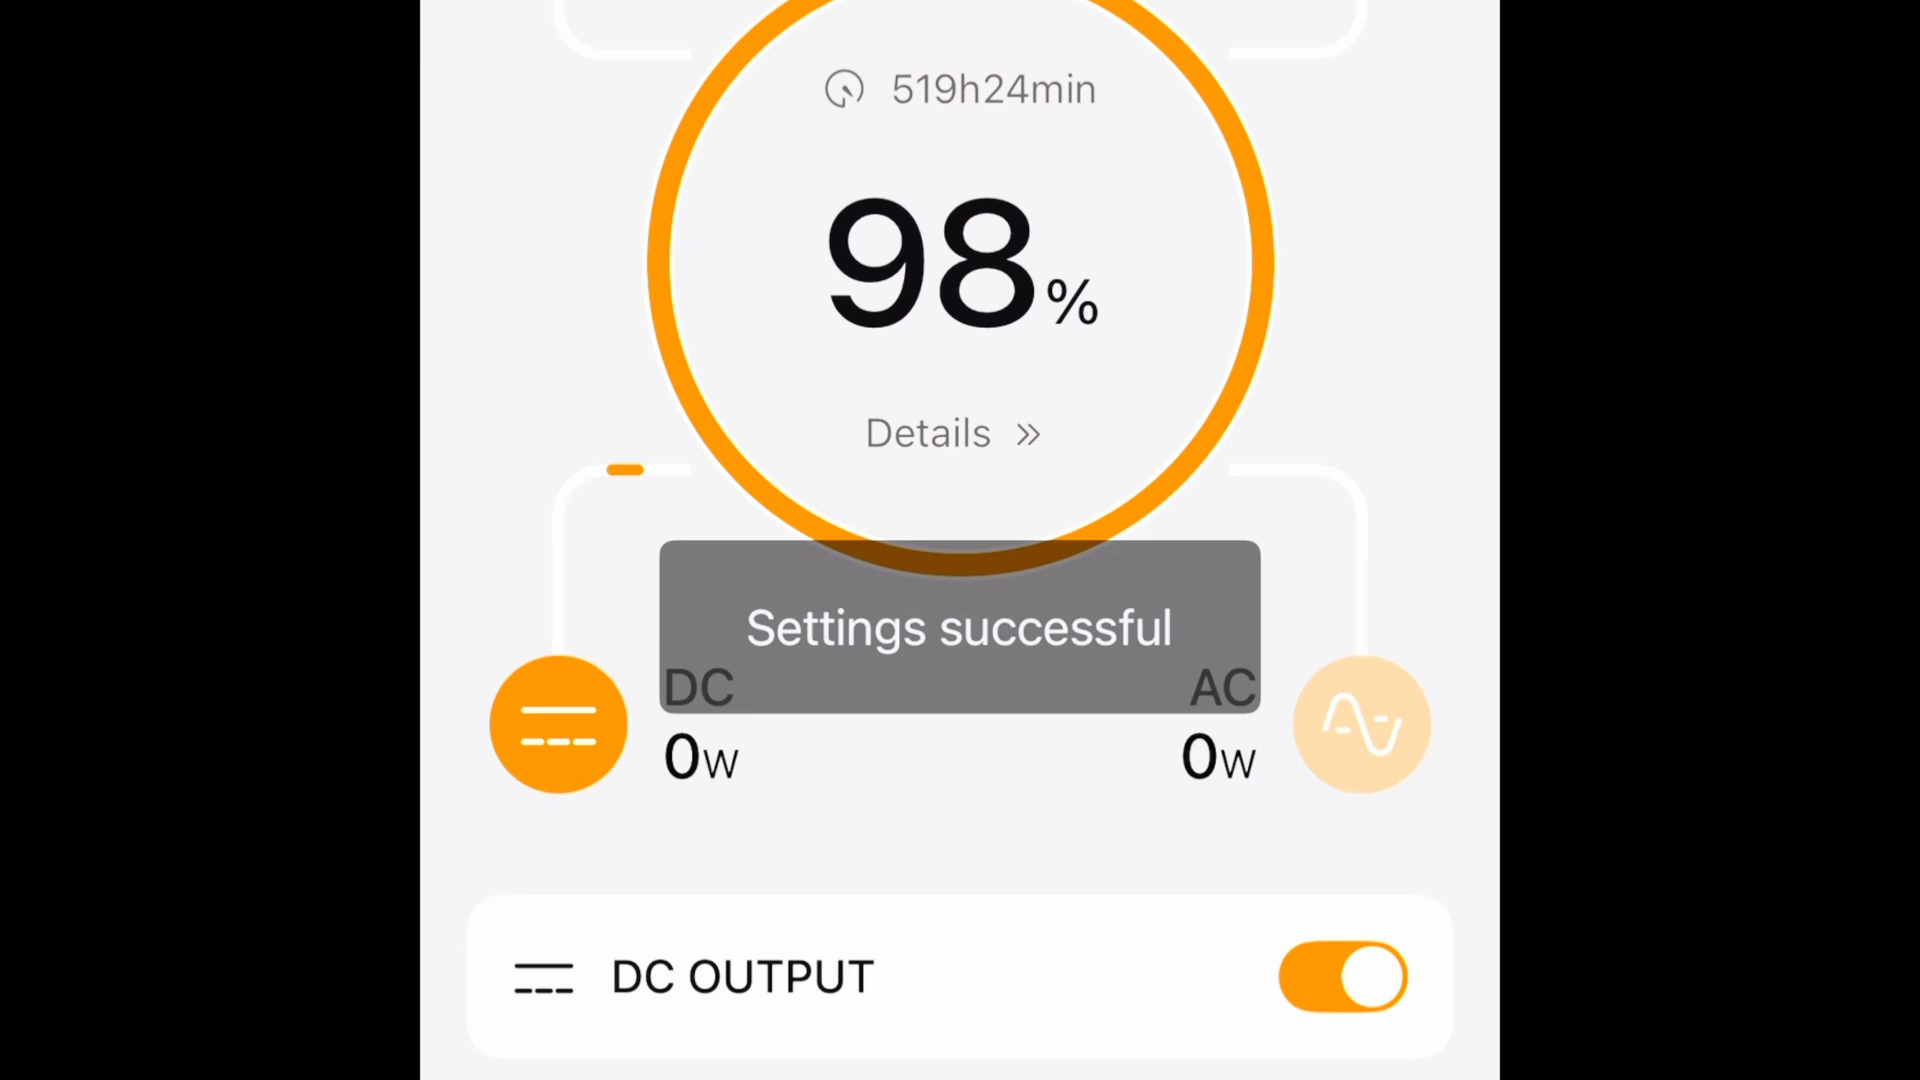 519h24min
98%
Details »
Settings successful
DC
AC
0W
0W
DC OUTPUT